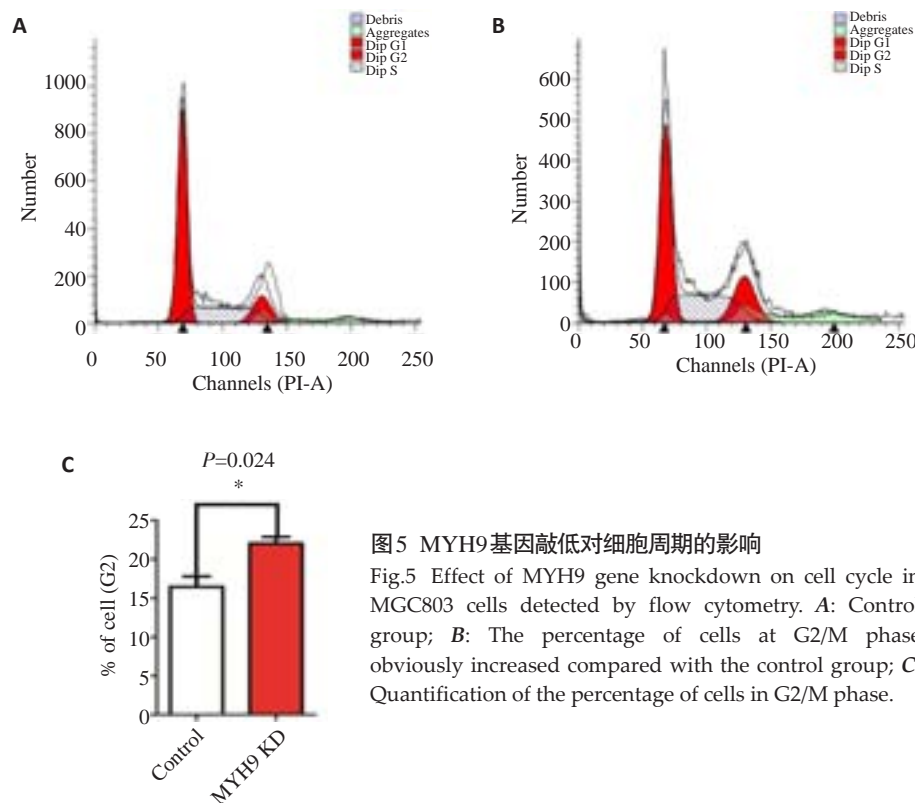 A
Debris
Aggregates
Dip G1
Dip G2
Dip S
1000
800
600
40
200
0
Number
0 50 100 150 200 250
Channels (PI-A)
B
Debris
Aggregates
Dip G1
Dip G2
Dip S
600
500
400
300
200
100
0
Number
0 50 100 150 200 250
Channels (PI-A)
C
P=0.024
*
25
20
15
10
5
0
% of cell (G2)
Control
MYH9 KD
图5 MYH9基因敲低对细胞周期的影响
Fig.5 Effect of MYH9 gene knockdown on cell cycle in
MGC803 cells detected by flow cytometry. A: Contro
group; B: The percentage of cells at G2/M phase
obviously increased compared with the control group; C
Quantification of the percentage of cells in G2/M phase.